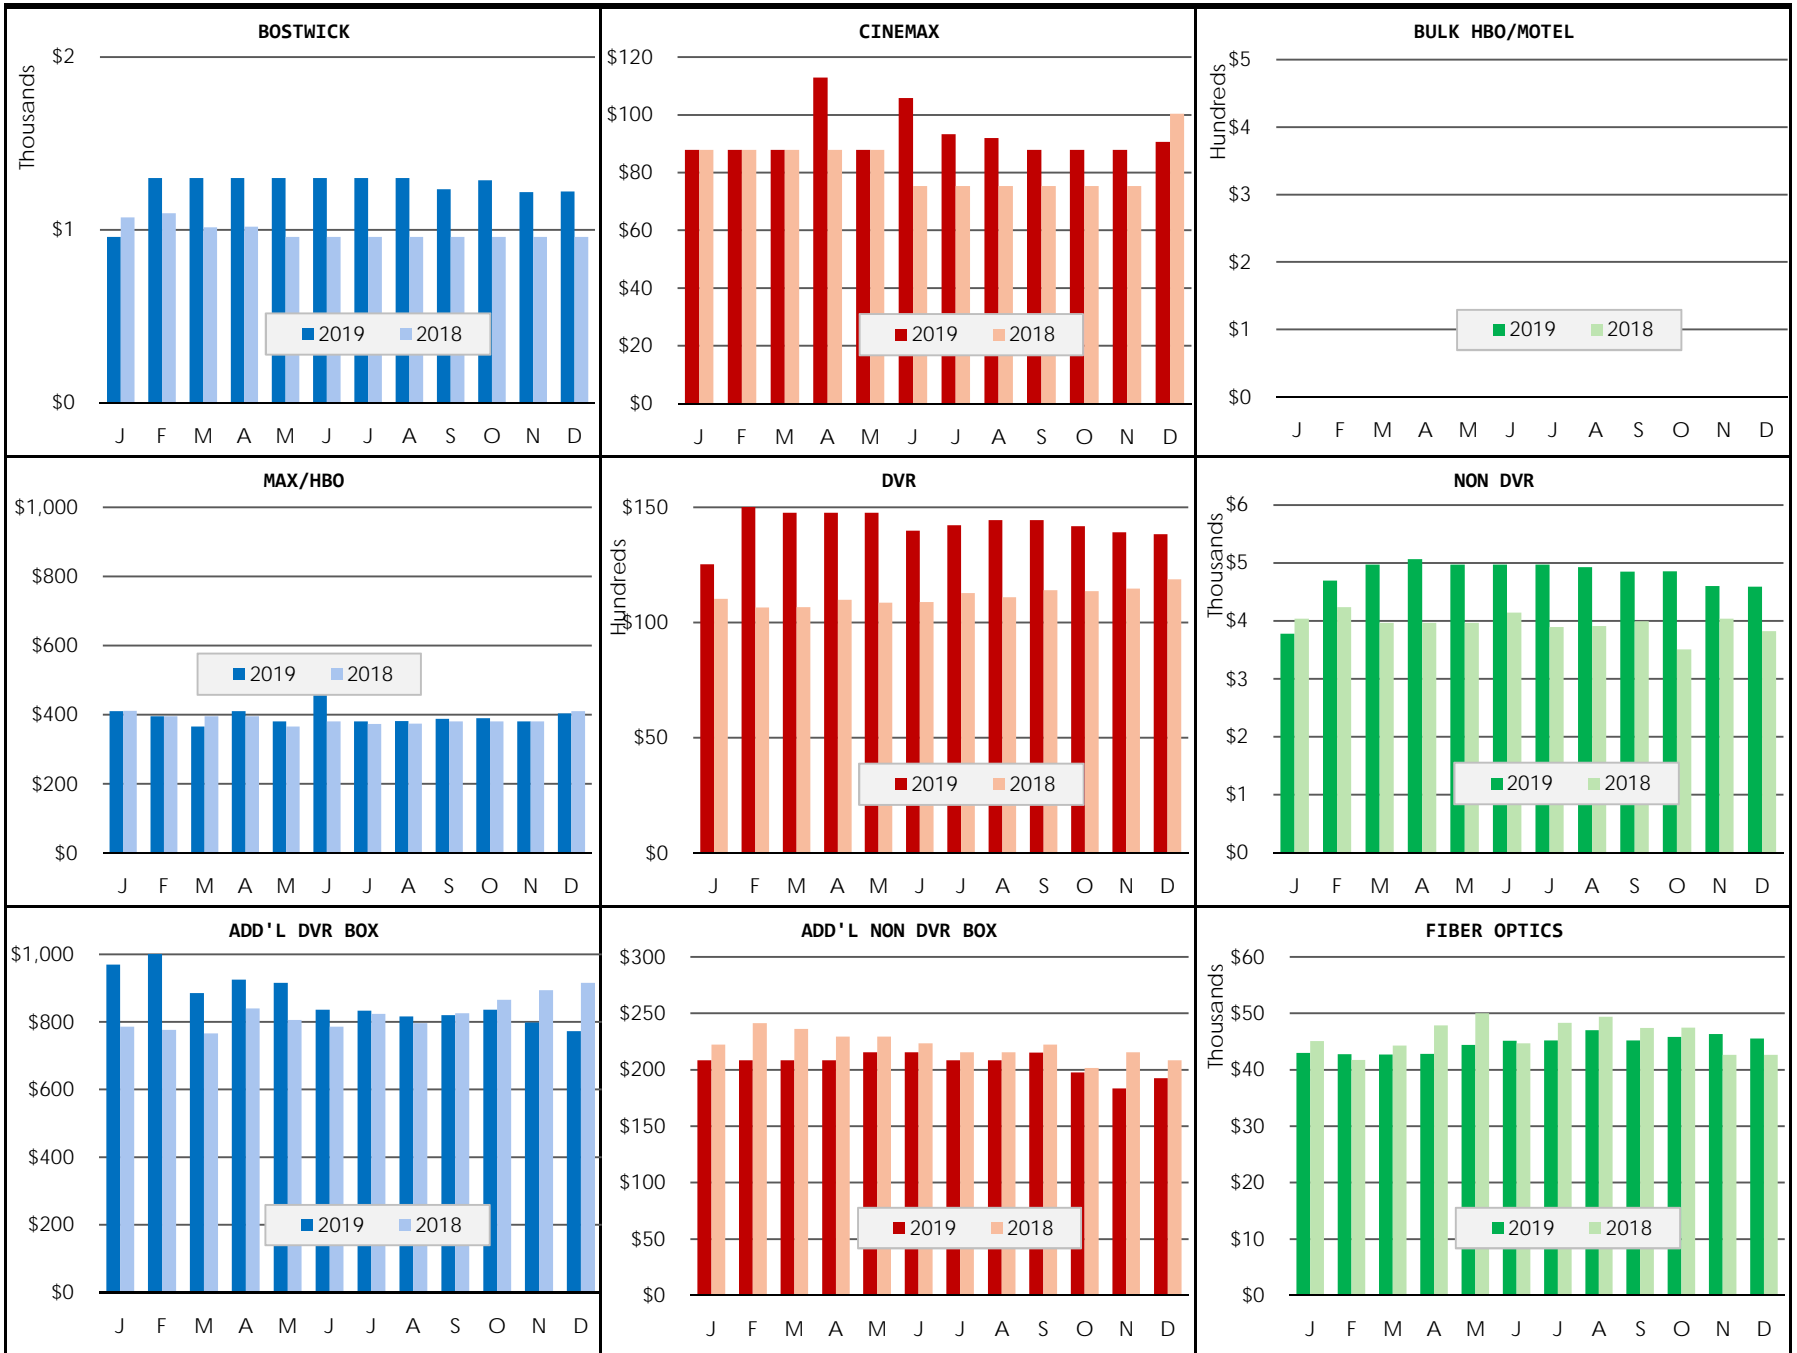 BOSTWICK
Thousands
$2
$1
$0
J F M A M J J A S O N D
2019 2018
CINEMAX
$120
$100
$80
$60
$40
$20
$0
J F M A M J J A S O N D
2019 2018
BULK HBO/MOTEL
Hundreds
$5
$4
$3
$2
$1
$0
J F M A M J J A S O N D
2019 2018
MAX/HBO
$1,000
$800
$600
$400
$200
$0
J F M A M J J A S O N D
2019 2018
DVR
Hundreds
$150
$100
$50
$0
J F M A M J J A S O N D
2019 2018
NON DVR
Thousands
$6
$5
$4
$3
$2
$1
$0
J F M A M J J A S O N D
2019 2018
ADD'L DVR BOX
$1,000
$800
$600
$400
$200
$0
J F M A M J J A S O N D
2019 2018
ADD'L NON DVR BOX
$300
$250
$200
$150
$100
$50
$0
J F M A M J J A S O N D
2019 2018
FIBER OPTICS
Thousands
$60
$50
$40
$30
$20
$10
$0
J F M A M J J A S O N D
2019 2018